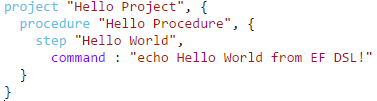 project "Hello Project", {
  procedure "Hello Procedure", {
    step "Hello World",
      command : "echo Hello World from EF DSL!"
  }
}